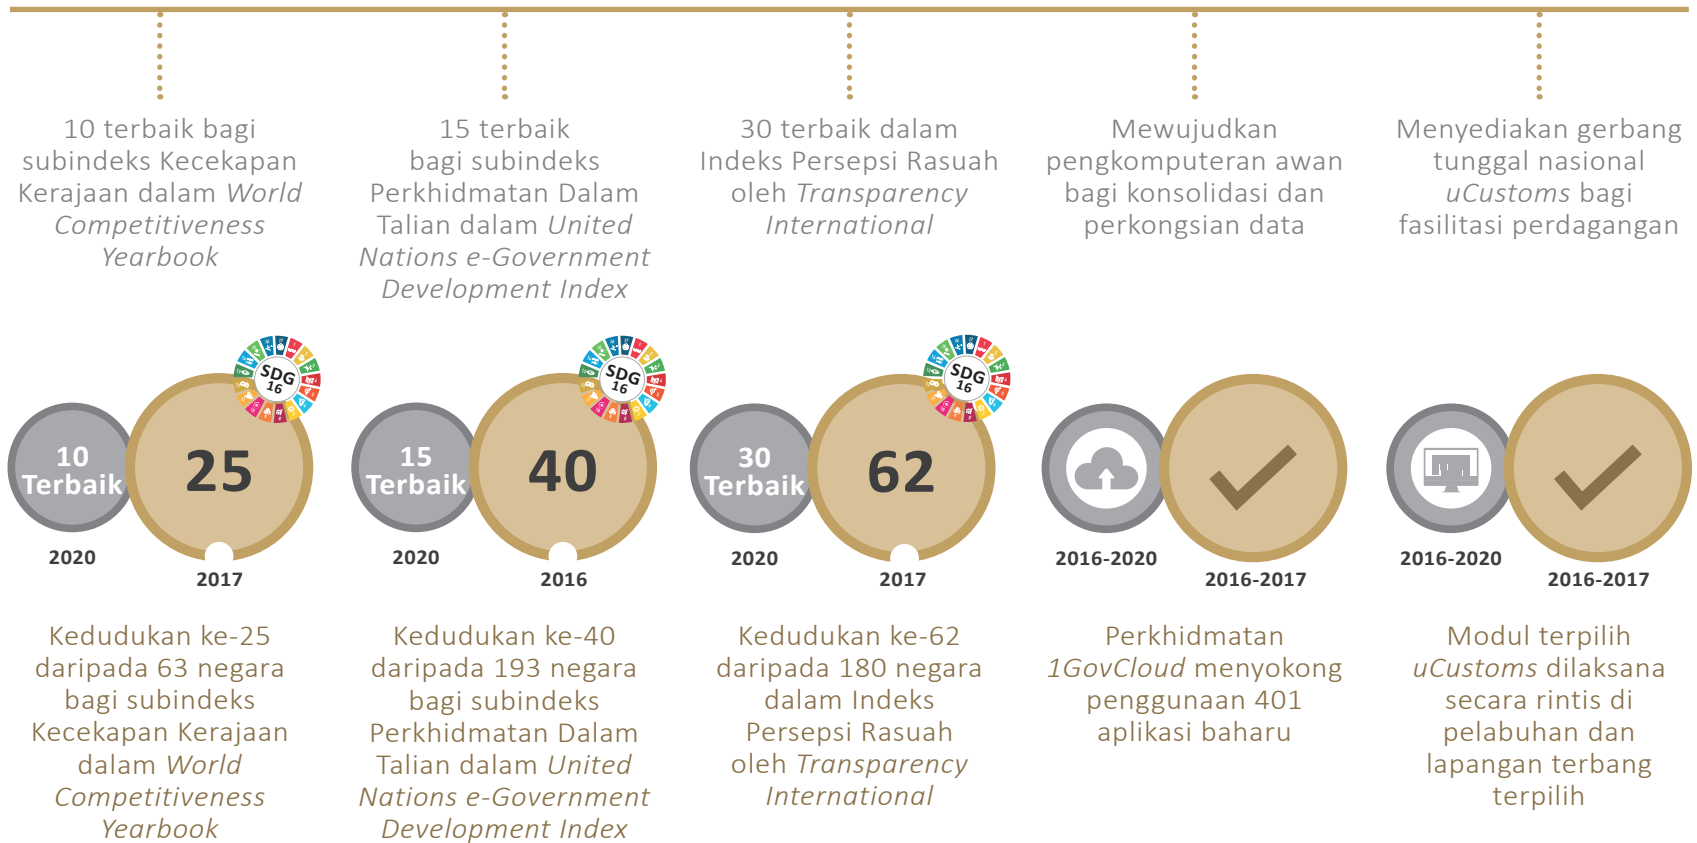 10 terbaik bagi
subindeks Kecekapan
Kerajaan dalam World
Competitiveness
Yearbook
15 terbaik
bagi subindeks
Perkhidmatan Dalam
Talian dalam United
Nations e-Government
Development Index
30 terbaik dalam
Indeks Persepsi Rasuah
oleh Transparency
International
Mewujudkan
pengkomputeran awan
bagi konsolidasi dan
perkongsian data
Menyediakan gerbang
tunggal nasional
uCustoms bagi
fasilitasi perdagangan
SDG
16
10
Terbaik
25
2020
2017
SDG
16
15
Terbaik
40
2020
2016
SDG
16
30
Terbaik
62
2020
2017
2016-2020
2016-2017
2016-2020
2016-2017
Kedudukan ke-25
daripada 63 negara
bagi subindeks
Kecekapan Kerajaan
dalam World
Competitiveness
Yearbook
Kedudukan ke-40
daripada 193 negara
bagi subindeks
Perkhidmatan Dalam
Talian dalam United
Nations e-Government
Development Index
Kedudukan ke-62
daripada 180 negara
dalam Indeks
Persepsi Rasuah
oleh Transparency
International
Perkhidmatan
1GovCloud menyokong
penggunaan 401
aplikasi baharu
Modul terpilih
uCustoms dilaksana
secara rintis di
pelabuhan dan
lapangan terbang
terpilih